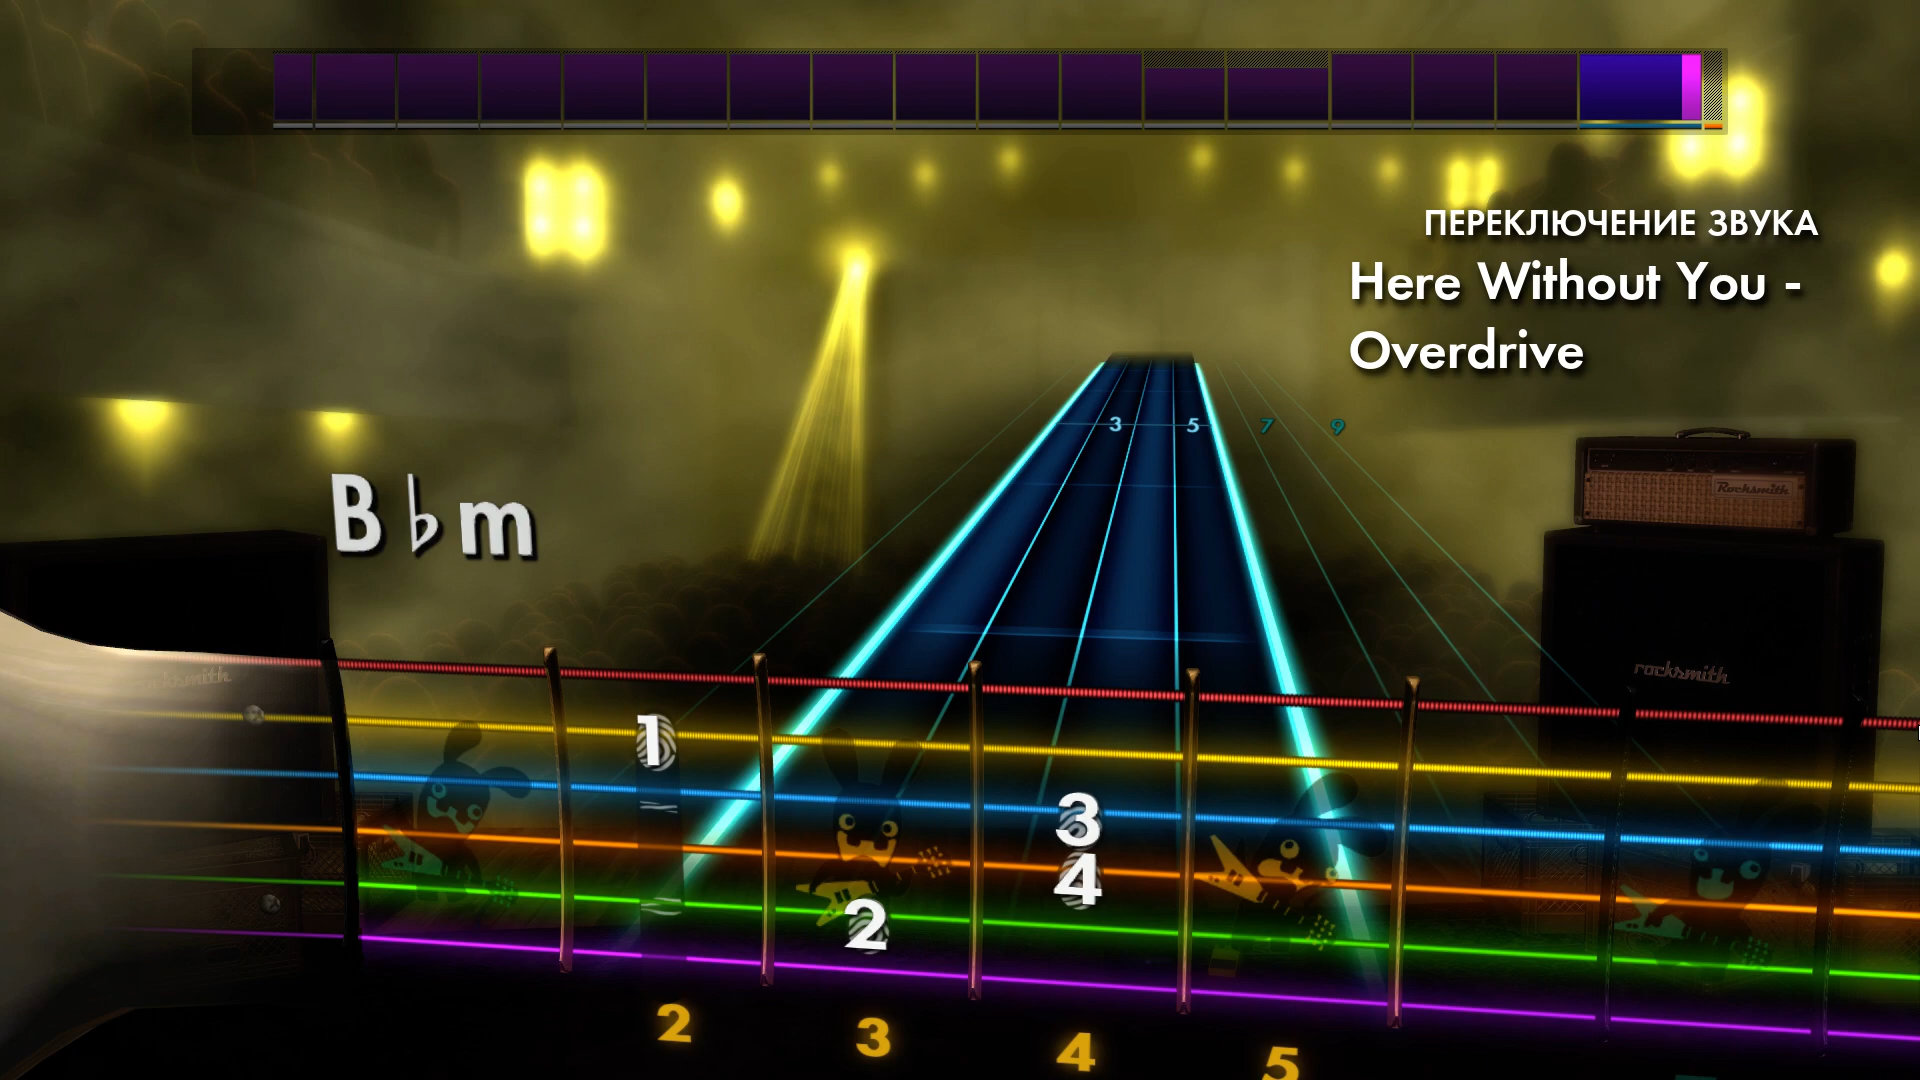 ПЕРЕКЛЮЧЕНИЕ ЗВУКА
Here Without You -
Overdrive
3 5 7 9
Rocksmith
B♭m
rocksmith
1
3
4
2
2 3 4 5